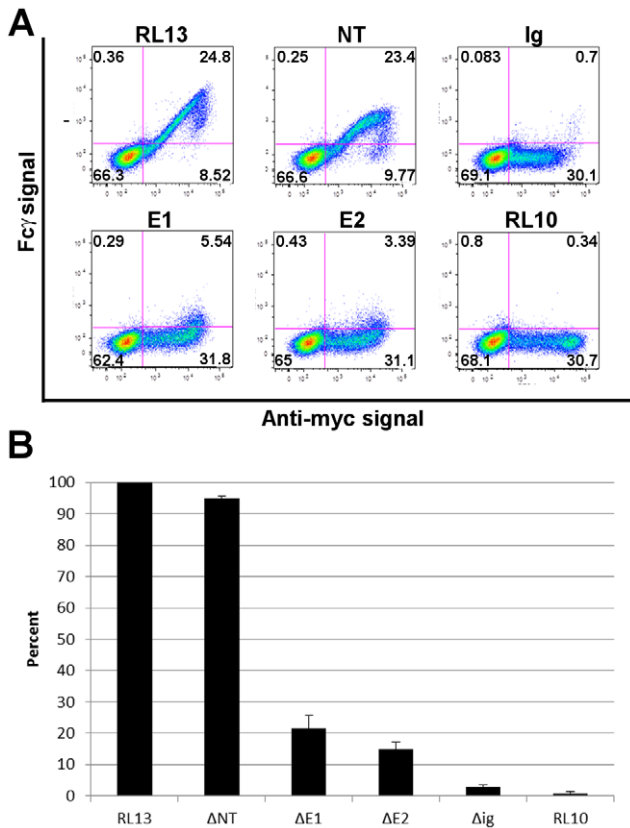 A
RL13 NT Ig
0.36 24.8 0.25 23.4 0.083 0.7
66.3 8.52 66.6 9.77 69.1 30.1
E1 E2 RL10
0.29 5.54 0.43 3.39 0.8 0.34
62.4 31.8 65 31.1 68.1 30.7
Fcγ signal
Anti-myc signal
B
100
90
80
70
60
50
40
30
20
10
0
Percent
RL13 ΔNT ΔE1 ΔE2 Δig RL10